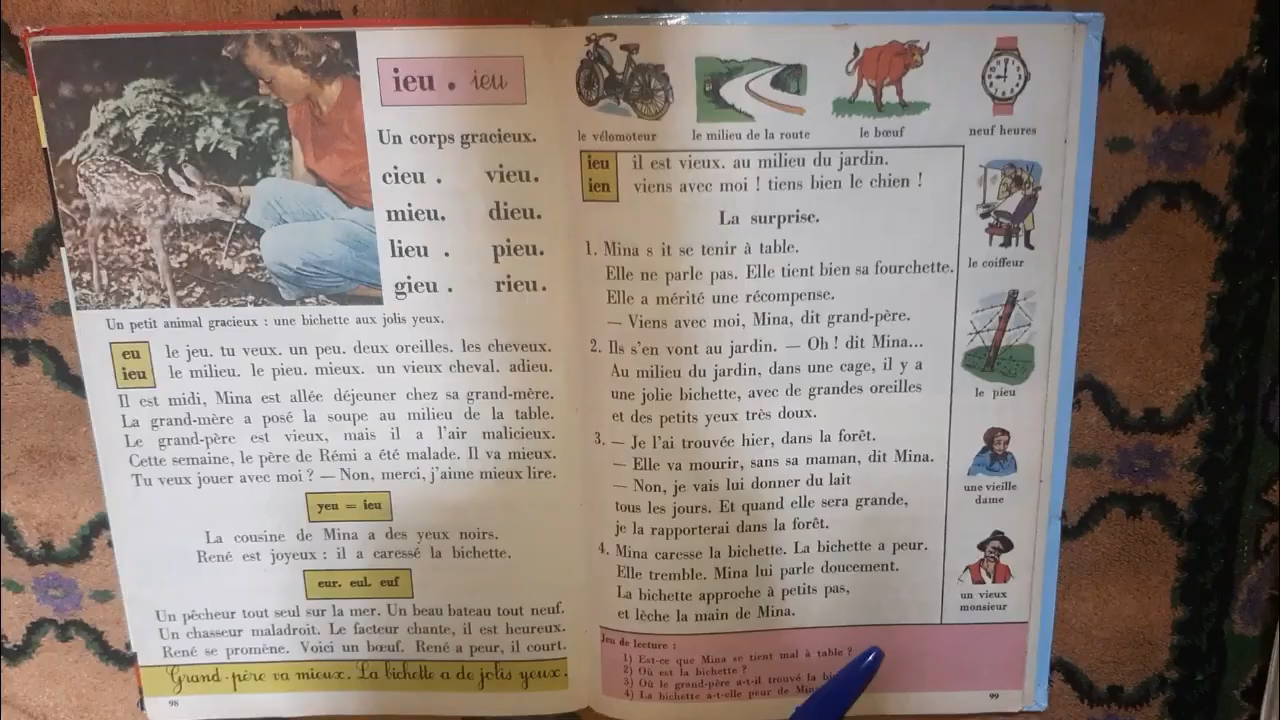 ieu . ieu
Un corps gracieux.
cieu . vieu.
mieu. dieu.
lieu . pieu.
gieu . rieu.
Un petit animal gracieux : une bichette aux jolis yeux.
eu le jeu. tu veux. un peu. deux oreilles. les cheveux.
ieu le milieu. le pieu. mieux. un vieux cheval. adieu.
Il est midi, Mina est allée déjeuner chez sa grand-mère.
La grand-mère a posé la soupe au milieu de la table.
Le grand-père est vieux, mais il a l'air malicieux.
Cette semaine, le père de Rémi a été malade. Il va mieux.
Tu veux jouer avec moi ? — Non, merci, j'aime mieux lire.
yeu = ieu
La cousine de Mina a des yeux noirs.
René est joyeux : il a caressé la bichette.
eur. eul. euf
Un pêcheur tout seul sur la mer. Un beau bateau tout neuf.
Un chasseur maladroit. Le facteur chante, il est heureux.
René se promène. Voici un bœuf. René a peur, il court.
Grand-père va mieux. La bichette a de jolis yeux.
98
le vélomoteur
le milieu de la route
le bœuf
neuf heures
ieu il est vieux. au milieu du jardin.
ien viens avec moi ! tiens bien le chien !
La surprise.
1. Mina s it se tenir à table.
Elle ne parle pas. Elle tient bien sa fourchette.
Elle a mérité une récompense.
— Viens avec moi, Mina, dit grand-père.
2. Ils s'en vont au jardin. — Oh ! dit Mina...
Au milieu du jardin, dans une cage, il y a
une jolie bichette, avec de grandes oreilles
et des petits yeux très doux.
3. — Je l'ai trouvée hier, dans la forêt.
— Elle va mourir, sans sa maman, dit Mina.
— Non, je vais lui donner du lait
tous les jours. Et quand elle sera grande,
je la rapporterai dans la forêt.
4. Mina caresse la bichette. La bichette a peur.
Elle tremble. Mina lui parle doucement.
La bichette approche à petits pas,
et lèche la main de Mina.
le coiffeur
le pieu
une vieille
dame
un vieux
monsieur
Jeu de lecture :
1) Est-ce que Mina se tient mal à table ?
2) Où est la bichette ?
3) Où le grand-père a-t-il trouvé la
4) La bichette a-t-elle peur de
99